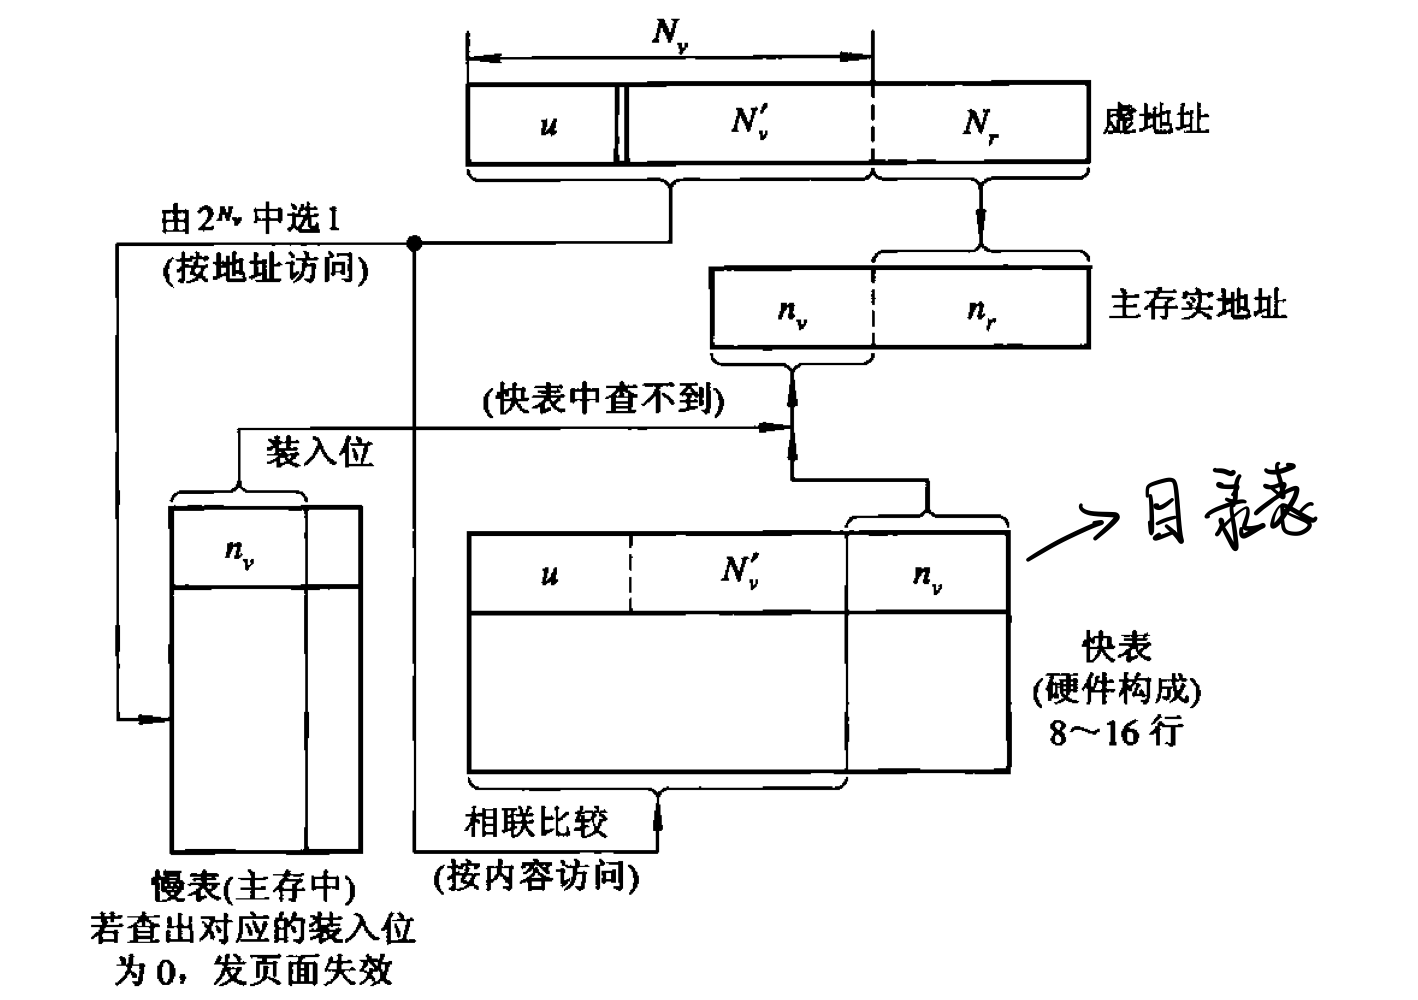 N_v
u N'_v N_r 虚地址
由2^{N_v}中选1
(按地址访问)
n_v n_r 主存实地址
(快表中查不到)
装入位
目录表
n_v
u N'_v n_v
快表
(硬件构成)
8～16行
相联比较
(按内容访问)
慢表(主存中)
若查出对应的装入位
为0，发页面失效